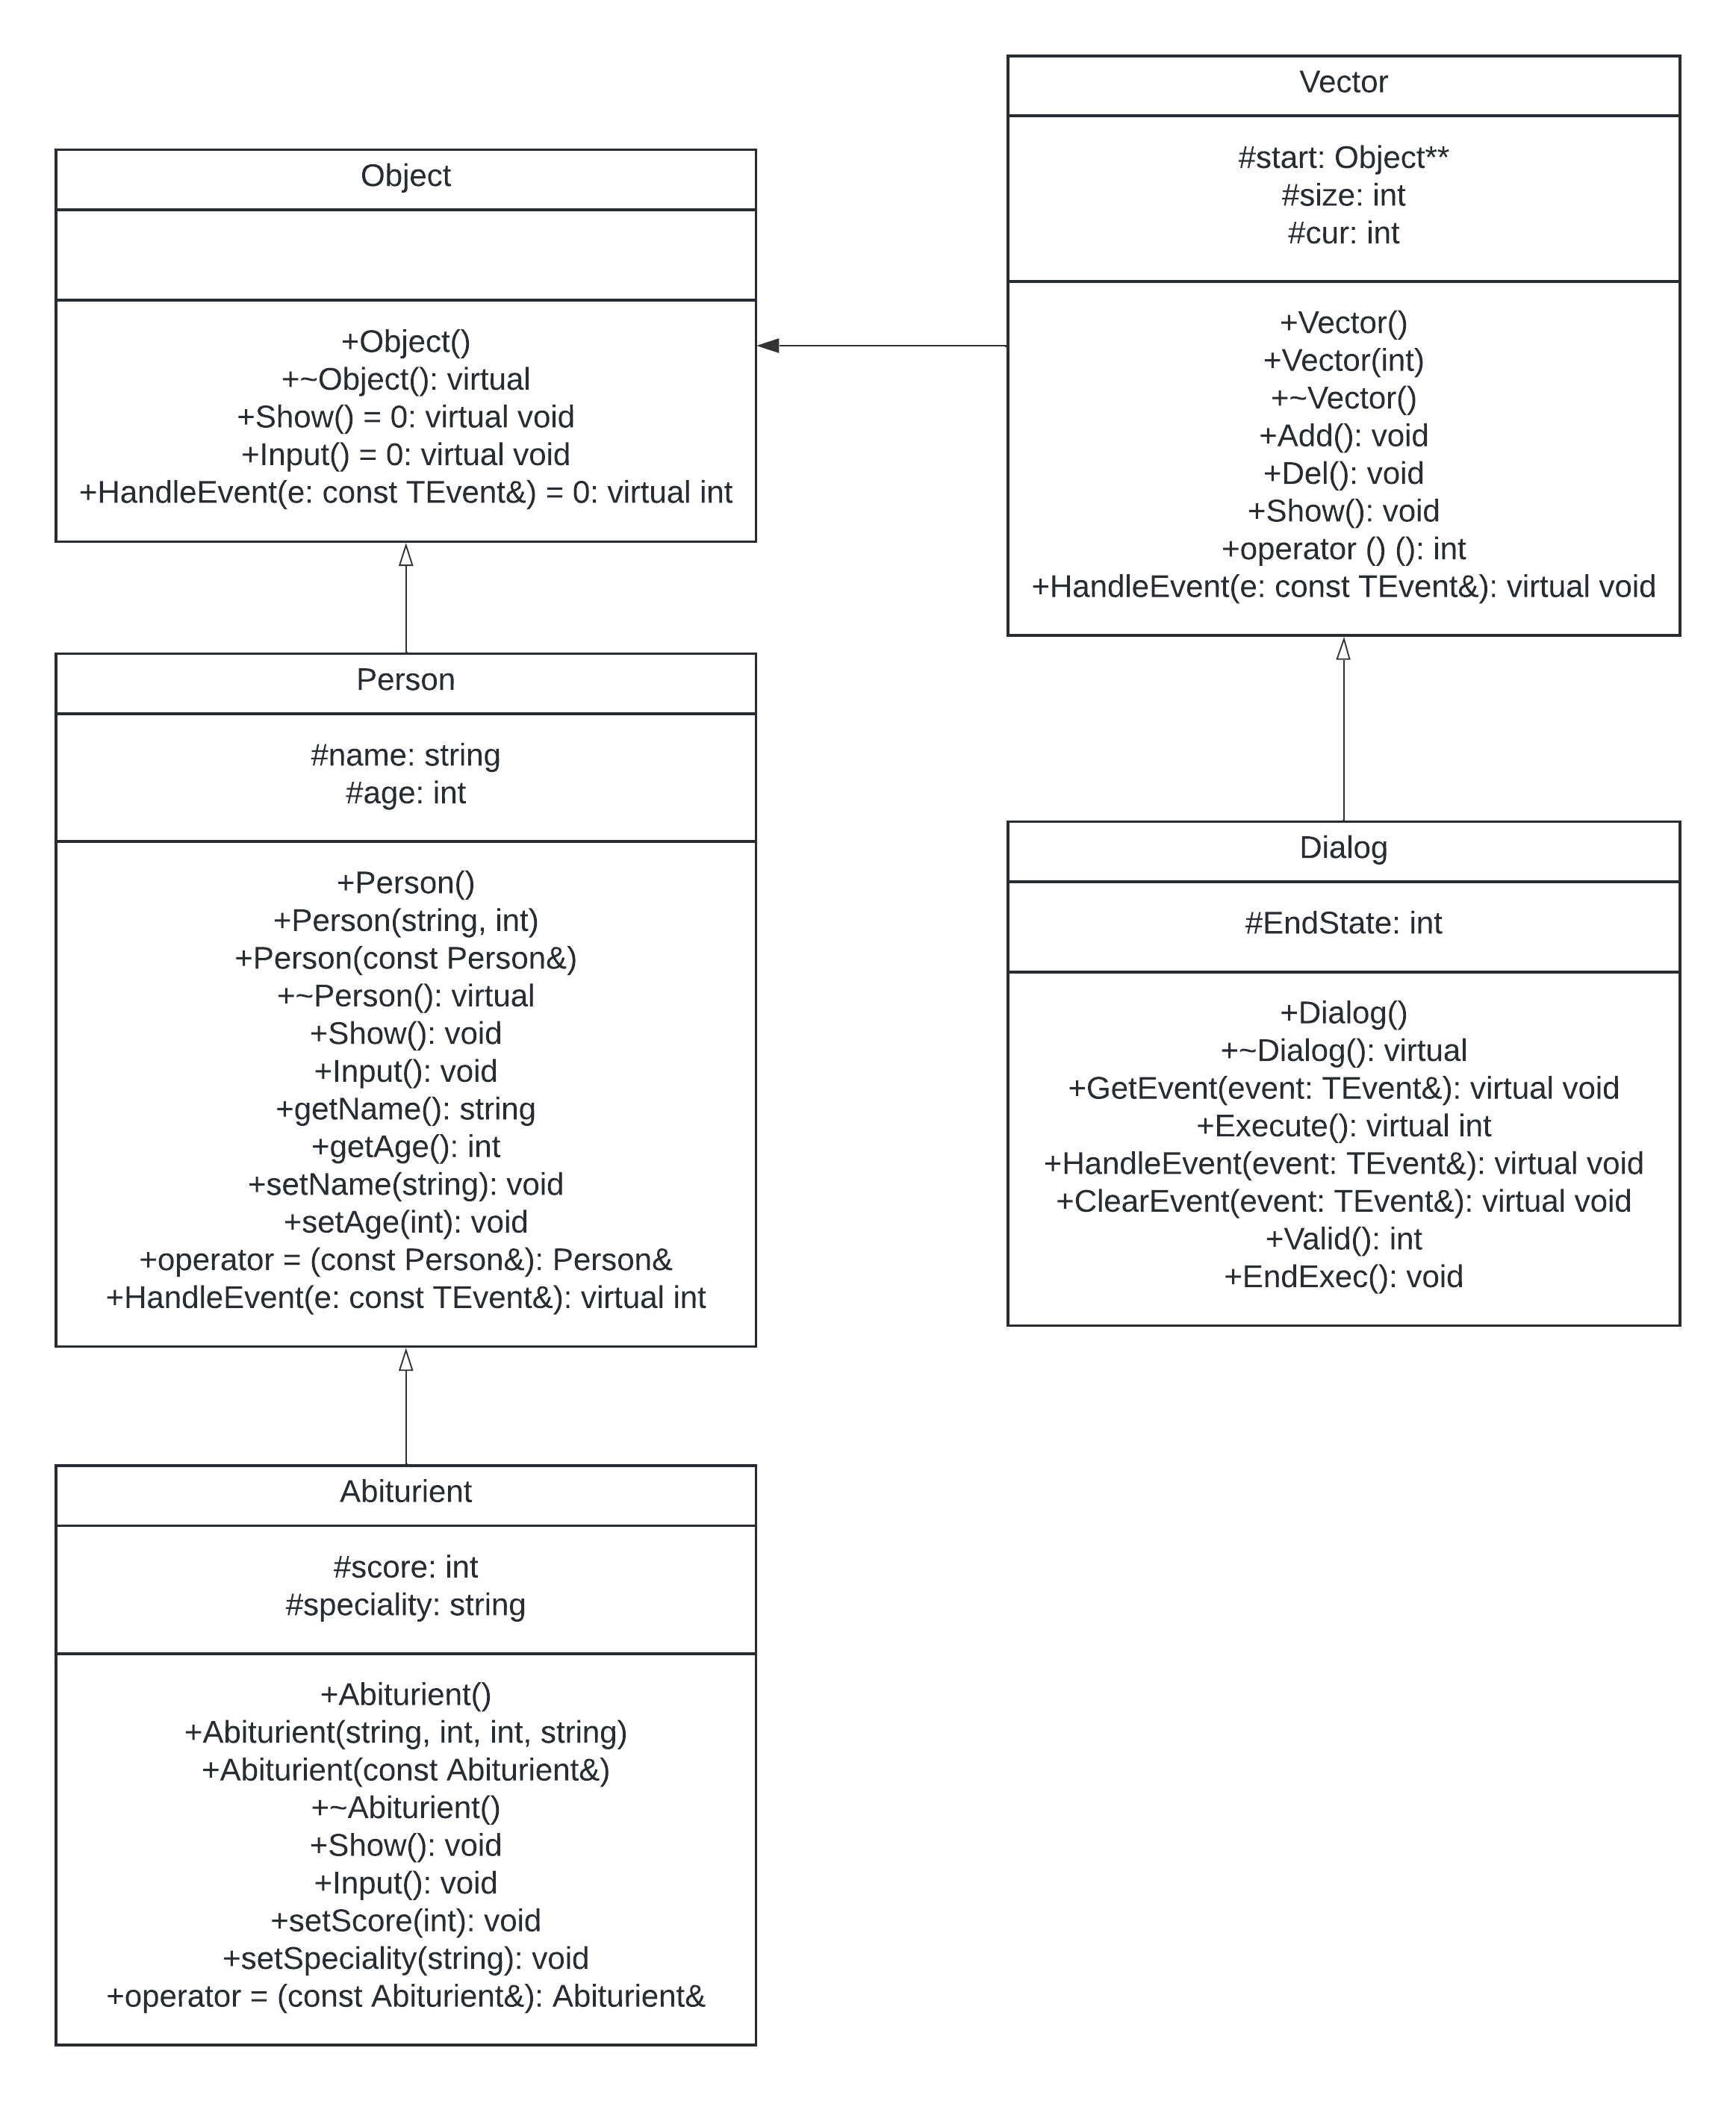 Object
+Object()
+~Object(): virtual
+Show() = 0: virtual void
+Input() = 0: virtual void
+HandleEvent(e: const TEvent&) = 0: virtual int
Person
#name: string
#age: int
+Person()
+Person(string, int)
+Person(const Person&)
+~Person(): virtual
+Show(): void
+Input(): void
+getName(): string
+getAge(): int
+setName(string): void
+setAge(int): void
+operator = (const Person&): Person&
+HandleEvent(e: const TEvent&): virtual int
Abiturient
#score: int
#speciality: string
+Abiturient()
+Abiturient(string, int, int, string)
+Abiturient(const Abiturient&)
+~Abiturient()
+Show(): void
+Input(): void
+setScore(int): void
+setSpeciality(string): void
+operator = (const Abiturient&): Abiturient&
Vector
#start: Object**
#size: int
#cur: int
+Vector()
+Vector(int)
+~Vector()
+Add(): void
+Del(): void
+Show(): void
+operator () (): int
+HandleEvent(e: const TEvent&): virtual void
Dialog
#EndState: int
+Dialog()
+~Dialog(): virtual
+GetEvent(event: TEvent&): virtual void
+Execute(): virtual int
+HandleEvent(event: TEvent&): virtual void
+ClearEvent(event: TEvent&): virtual void
+Valid(): int
+EndExec(): void